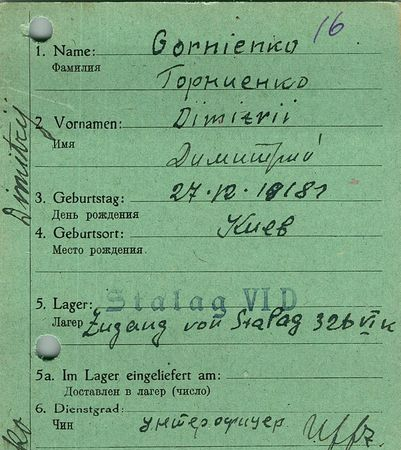 16
1. Name: Gornienko
Фамилия Горниенко
2. Vornamen: Dimitrii
Имя Димитрий
3. Geburtstag: 27.12.
День рождения
4. Geburtsort: Киев
Место рождения
5. Lager: Stalag VI D
Лагерь Zugang von Stalag 326 VI K
5a. Im Lager eingeliefert am:
Доставлен в лагерь (число)
6. Dienstgrad:
Чин унтерофицер Uffz.
Dimitrij
ko